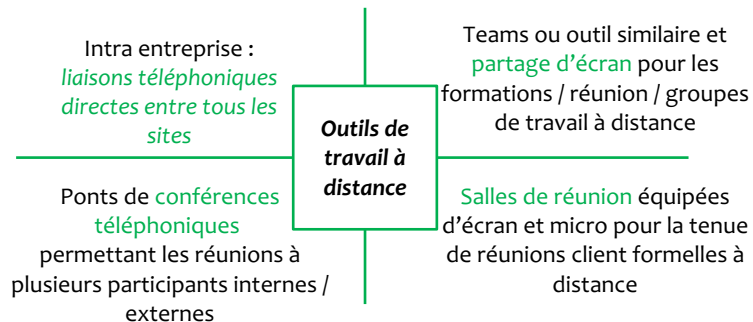 Intra entreprise :
liaisons téléphoniques
directes entre tous les
sites
Teams ou outil similaire et
partage d’écran pour les
formations / réunion / groupes
de travail à distance
Outils de
travail à
distance
Ponts de conférences
téléphoniques
permettant les réunions à
plusieurs participants internes /
externes
Salles de réunion équipées
d’écran et micro pour la tenue
de réunions client formelles à
distance